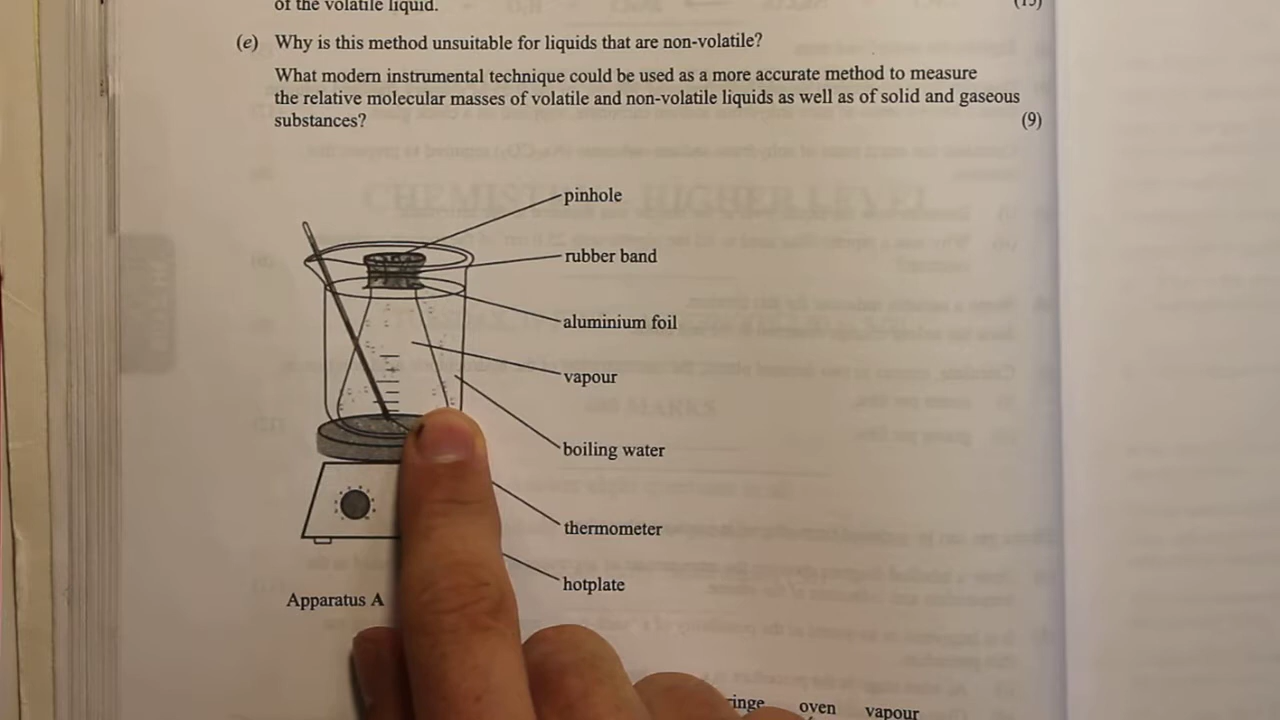 of the volatile liquid.
(15)
(e) Why is this method unsuitable for liquids that are non-volatile?
What modern instrumental technique could be used as a more accurate method to measure
the relative molecular masses of volatile and non-volatile liquids as well as of solid and gaseous
substances? (9)
pinhole
rubber band
aluminium foil
vapour
boiling water
thermometer
hotplate
Apparatus A
oven vapour